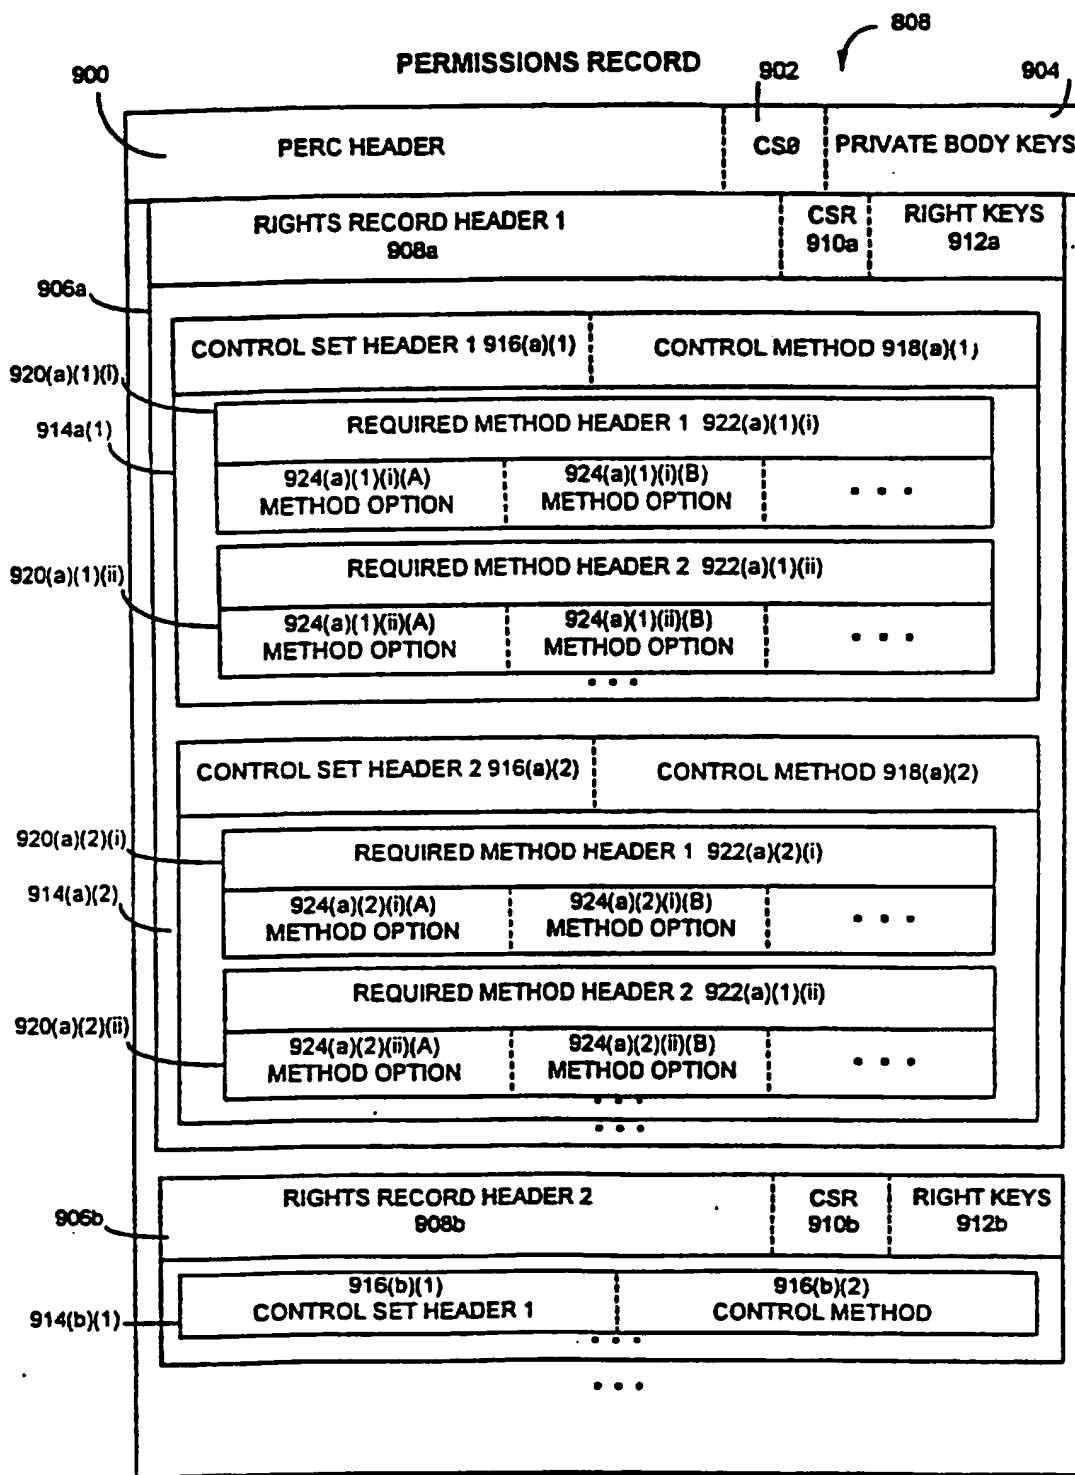 808
PERMISSIONS RECORD
900
902
904
PERC HEADER
CS0
PRIVATE BODY KEYS
RIGHTS RECORD HEADER 1
908a
CSR
910a
RIGHT KEYS
912a
906a
CONTROL SET HEADER 1 916(a)(1)
CONTROL METHOD 918(a)(1)
920(a)(1)(i)
REQUIRED METHOD HEADER 1 922(a)(1)(i)
914a(1)
924(a)(1)(i)(A)
METHOD OPTION
924(a)(1)(i)(B)
METHOD OPTION
• • •
920(a)(1)(ii)
REQUIRED METHOD HEADER 2 922(a)(1)(ii)
924(a)(1)(ii)(A)
METHOD OPTION
924(a)(1)(ii)(B)
METHOD OPTION
• • •
• • •
CONTROL SET HEADER 2 916(a)(2)
CONTROL METHOD 918(a)(2)
920(a)(2)(i)
REQUIRED METHOD HEADER 1 922(a)(2)(i)
914(a)(2)
924(a)(2)(i)(A)
METHOD OPTION
924(a)(2)(i)(B)
METHOD OPTION
• • •
REQUIRED METHOD HEADER 2 922(a)(1)(ii)
920(a)(2)(ii)
924(a)(2)(ii)(A)
METHOD OPTION
924(a)(2)(ii)(B)
METHOD OPTION
• • •
• • •
• • •
906b
RIGHTS RECORD HEADER 2
908b
CSR
910b
RIGHT KEYS
912b
914(b)(1)
916(b)(1)
CONTROL SET HEADER 1
916(b)(2)
CONTROL METHOD
• • •
• • •